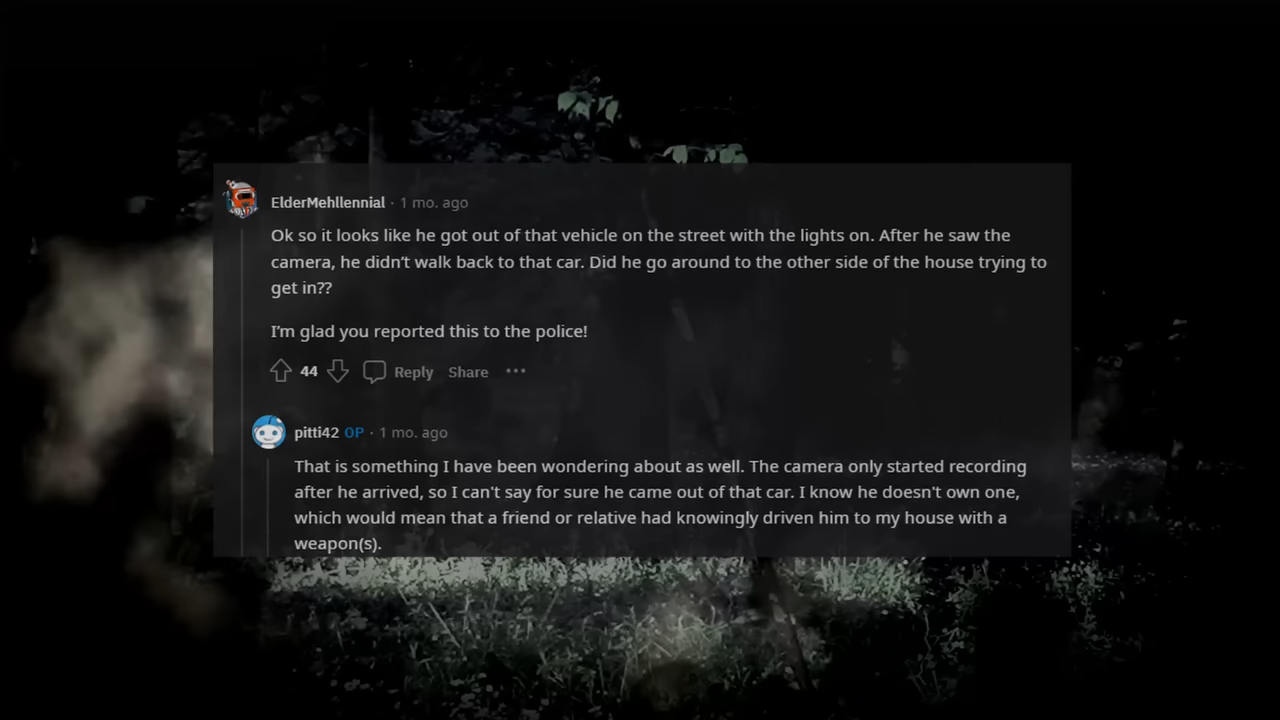 ElderMehllennial · 1 mo. ago
Ok so it looks like he got out of that vehicle on the street with the lights on. After he saw the
camera, he didn’t walk back to that car. Did he go around to the other side of the house trying to
get in??
I’m glad you reported this to the police!
44 Reply Share ···
pitti42 OP · 1 mo. ago
That is something I have been wondering about as well. The camera only started recording
after he arrived, so I can't say for sure he came out of that car. I know he doesn't own one,
which would mean that a friend or relative had knowingly driven him to my house with a
weapon(s).